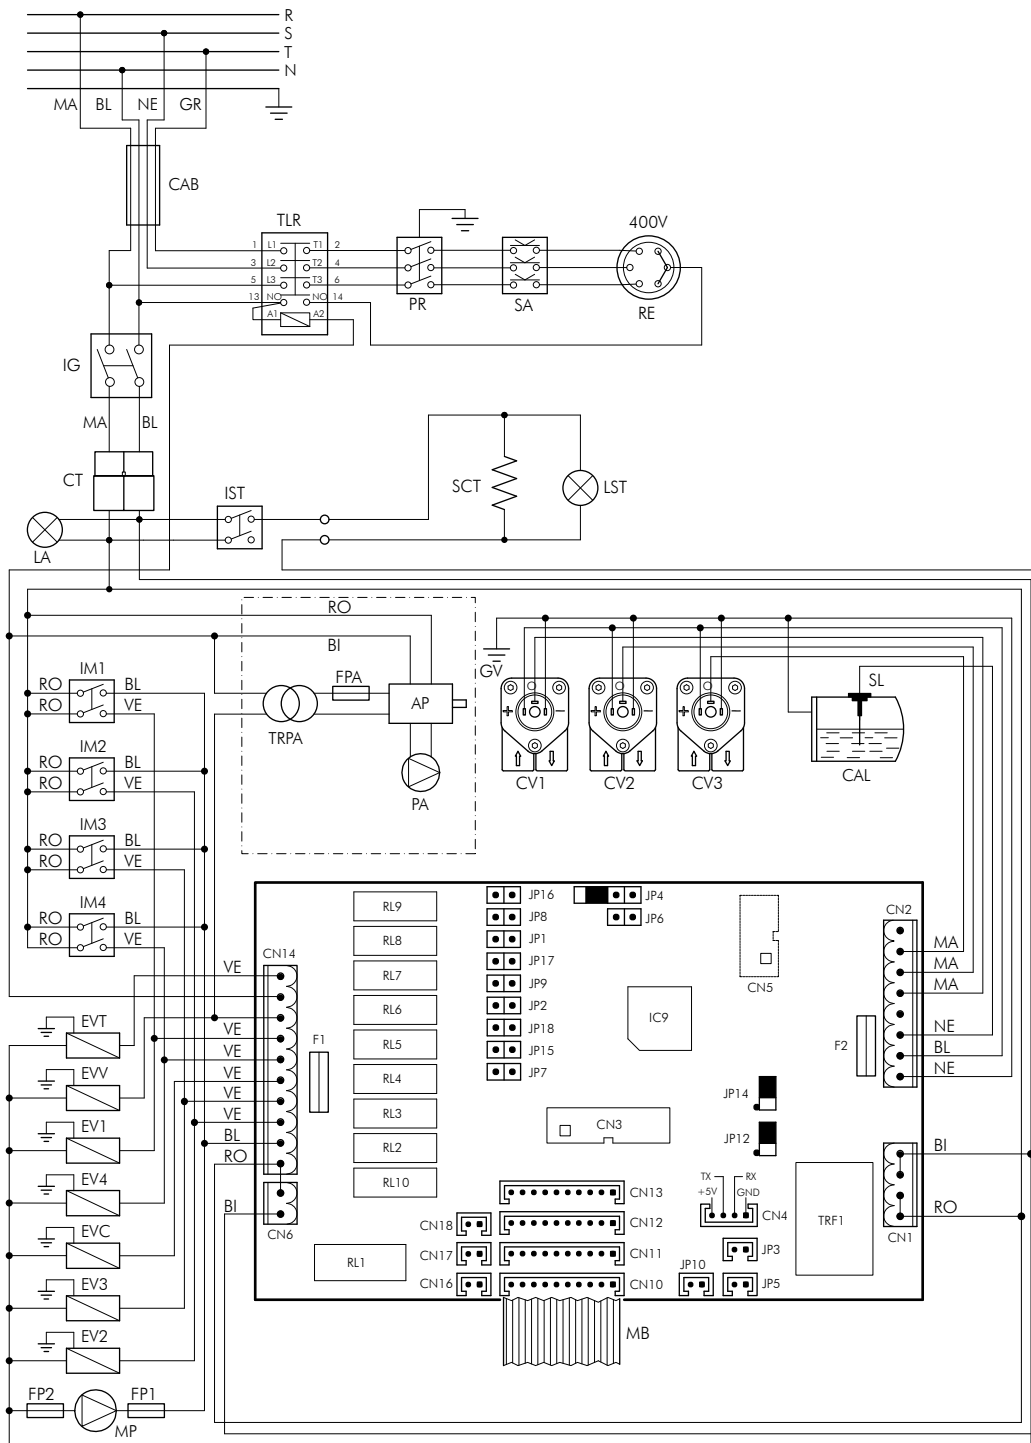 R
S
T
N
MA BL NE GR
CAB
TLR
400V
1 L1 T1 2
3 L2 T2 4
5 L3 T3 6
13 NO NO 14
A1 A2
PR
SA
RE
IG
MA BL
CT
IST
SCT
LST
LA
RO
BI
GV
IM1
RO BL
RO VE
FPA
AP
TRPA
PA
SL
CAL
+ −
+ −
+ −
CV1
CV2
CV3
IM2
RO BL
RO VE
IM3
RO BL
RO VE
IM4
RO BL
RO VE
CN14
VE
VE
VE
VE
VE
VE
BL
RO
BI
CN6
F1
RL9
RL8
RL7
RL6
RL5
RL4
RL3
RL2
RL10
RL1
JP16
JP8
JP1
JP17
JP9
JP2
JP18
JP15
JP7
JP4
JP6
CN5
IC9
CN2
MA
MA
MA
NE
BL
NE
F2
JP14
JP12
CN3
TX RX
+5V GND
CN4
CN13
CN12
CN11
CN10
CN18
CN17
CN16
JP3
JP10
JP5
TRF1
BI
RO
CN1
MB
EVT
EVV
EV1
EV4
EVC
EV3
EV2
FP2
FP1
MP